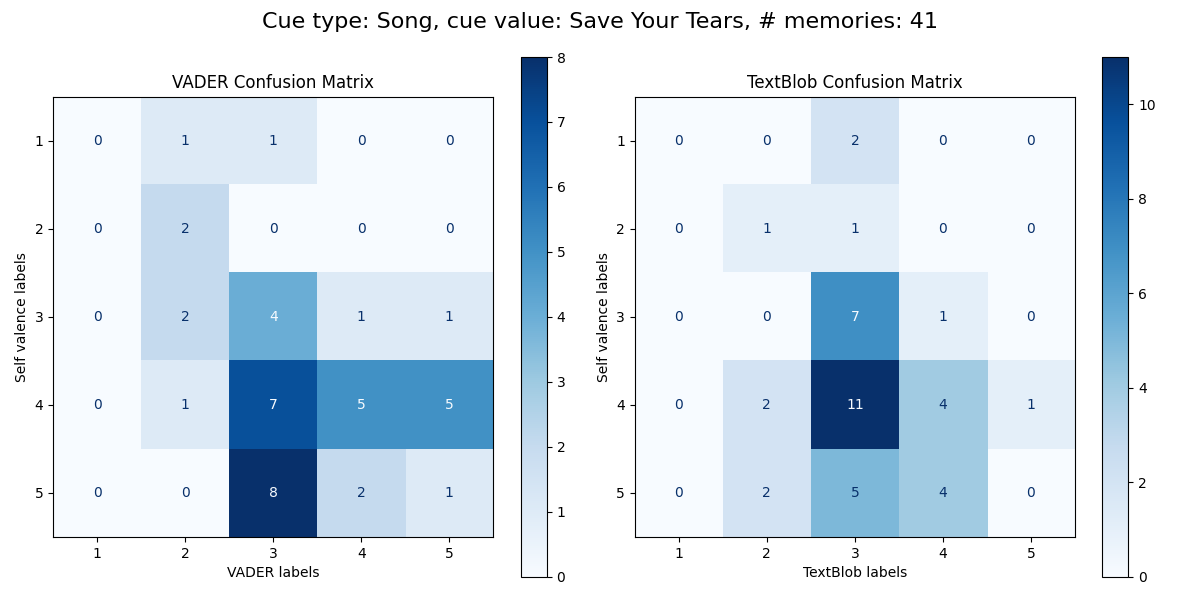 Cue type: Song, cue value: Save Your Tears, # memories: 41
VADER Confusion Matrix
Self valence labels
1 0 1 1 0 0
2 0 2 0 0 0
3 0 2 4 1 1
4 0 1 7 5 5
5 0 0 8 2 1
1 2 3 4 5
VADER labels
8
7
6
5
4
3
2
1
0
TextBlob Confusion Matrix
Self valence labels
1 0 0 2 0 0
2 0 1 1 0 0
3 0 0 7 1 0
4 0 2 11 4 1
5 0 2 5 4 0
1 2 3 4 5
TextBlob labels
10
8
6
4
2
0